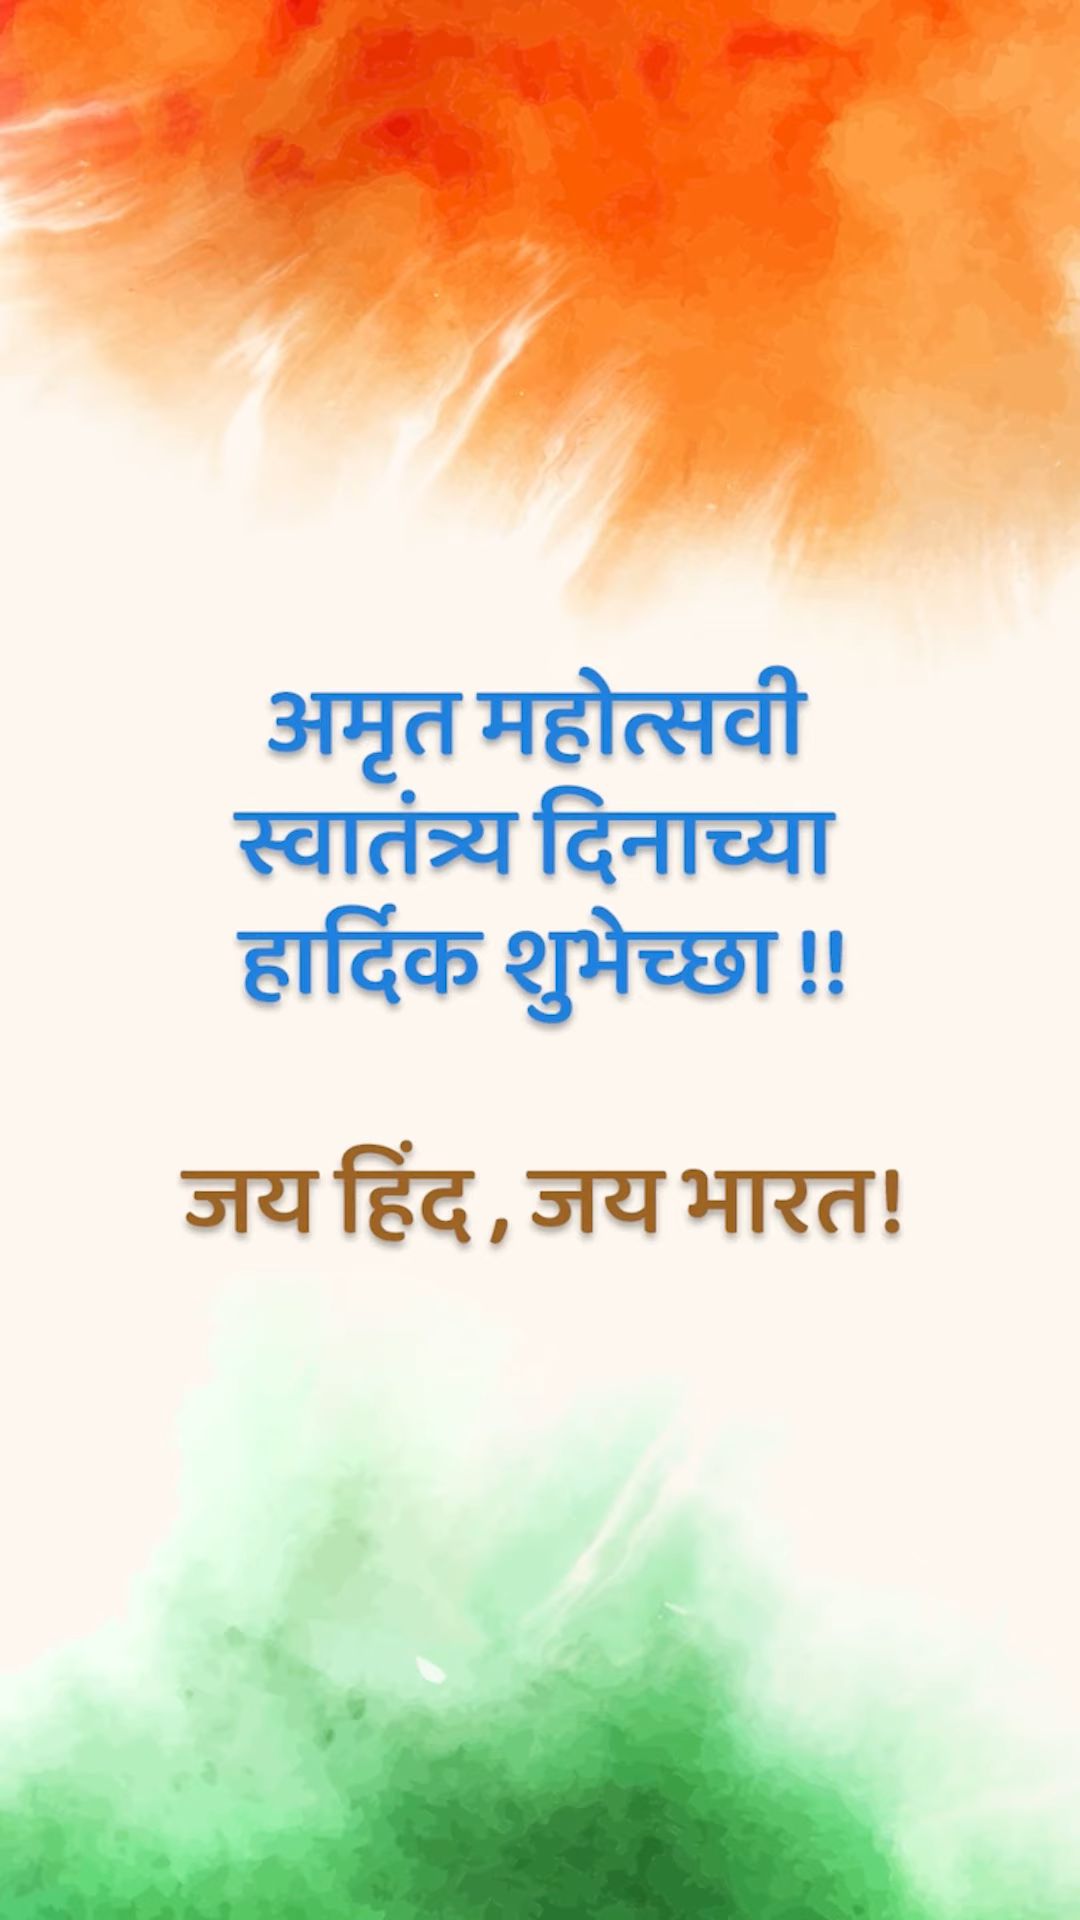 अमृत महोत्सवी
स्वातंत्र्य दिनाच्या
हार्दिक शुभेच्छा !!
जय हिंद , जय भारत!